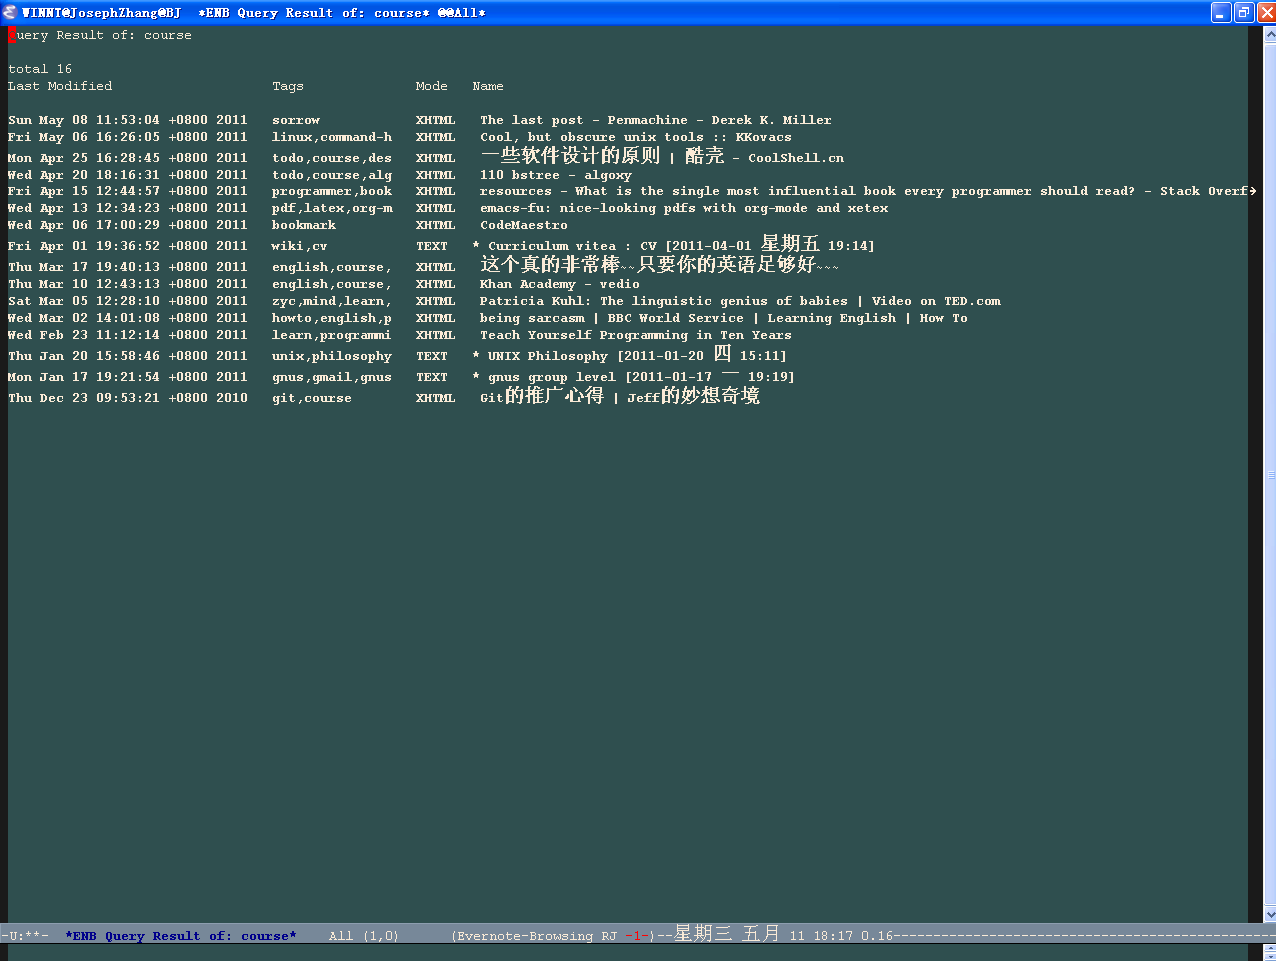 WINNT@JosephZhang@BJ *ENB Query Result of: course* @@All*
Query Result of: course
total 16
Last Modified Tags Mode Name
Sun May 08 11:53:04 +0800 2011 sorrow XHTML The last post - Penmachine - Derek K. Miller
Fri May 06 16:26:05 +0800 2011 linux,command-h XHTML Cool, but obscure unix tools :: KKovacs
Mon Apr 25 16:28:45 +0800 2011 todo,course,des XHTML 一些软件设计的原则 | 酷壳 - CoolShell.cn
Wed Apr 20 18:16:31 +0800 2011 todo,course,alg XHTML 110 bstree - algoxy
Fri Apr 15 12:44:57 +0800 2011 programmer,book XHTML resources - What is the single most influential book every programmer should read? - Stack Overf→
Wed Apr 13 12:34:23 +0800 2011 pdf,latex,org-m XHTML emacs-fu: nice-looking pdfs with org-mode and xetex
Wed Apr 06 17:00:29 +0800 2011 bookmark XHTML CodeMaestro
Fri Apr 01 19:36:52 +0800 2011 wiki,cv TEXT * Curriculum vitea : CV [2011-04-01 星期五 19:14]
Thu Mar 17 19:40:13 +0800 2011 english,course, XHTML 这个真的非常棒~~只要你的英语足够好~~~
Thu Mar 10 12:43:13 +0800 2011 english,course, XHTML Khan Academy - vedio
Sat Mar 05 12:28:10 +0800 2011 zyc,mind,learn, XHTML Patricia Kuhl: The linguistic genius of babies | Video on TED.com
Wed Mar 02 14:01:08 +0800 2011 howto,english,p XHTML being sarcasm | BBC World Service | Learning English | How To
Wed Feb 23 11:12:14 +0800 2011 learn,programmi XHTML Teach Yourself Programming in Ten Years
Thu Jan 20 15:58:46 +0800 2011 unix,philosophy TEXT * UNIX Philosophy [2011-01-20 四 15:11]
Mon Jan 17 19:21:54 +0800 2011 gnus,gmail,gnus TEXT * gnus group level [2011-01-17 一 19:19]
Thu Dec 23 09:53:21 +0800 2010 git,course XHTML Git的推广心得 | Jeff的妙想奇境
-U:**- *ENB Query Result of: course* All (1,0) (Evernote-Browsing RJ -1-)--星期三 五月 11 18:17 0.16------------------------------------------------